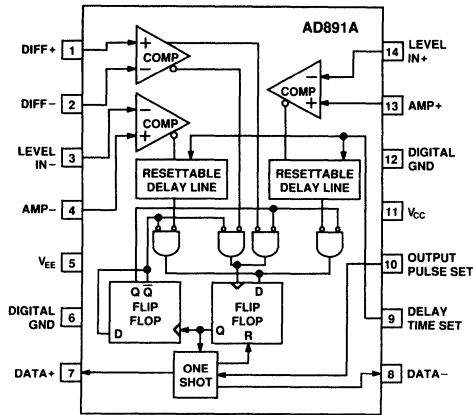 AD891A
DIFF+ 1
DIFF− 2
LEVEL
IN− 3
AMP− 4
VEE 5
DIGITAL
GND 6
DATA+ 7
14 LEVEL
IN+
13 AMP+
12 DIGITAL
GND
11 VCC
10 OUTPUT
PULSE SET
9 DELAY
TIME SET
8 DATA−
+
−
COMP
−
+
COMP
−
+
COMP
RESETTABLE
DELAY LINE
RESETTABLE
DELAY LINE
Q Q̅
FLIP
FLOP
D
D
FLIP
FLOP
Q
R
ONE
SHOT